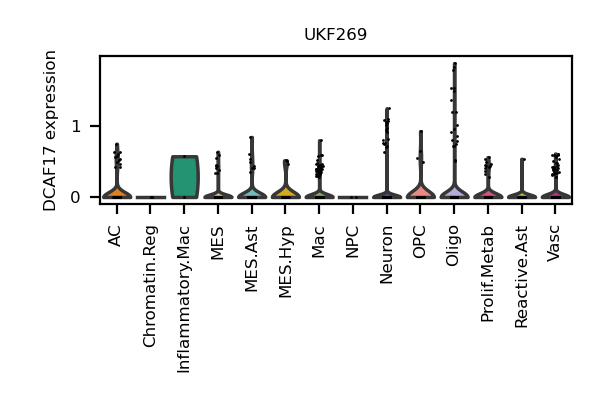 UKF269
DCAF17 expression
1
0
AC
Chromatin.Reg
Inflammatory.Mac
MES
MES.Ast
MES.Hyp
Mac
NPC
Neuron
OPC
Oligo
Prolif.Metab
Reactive.Ast
Vasc